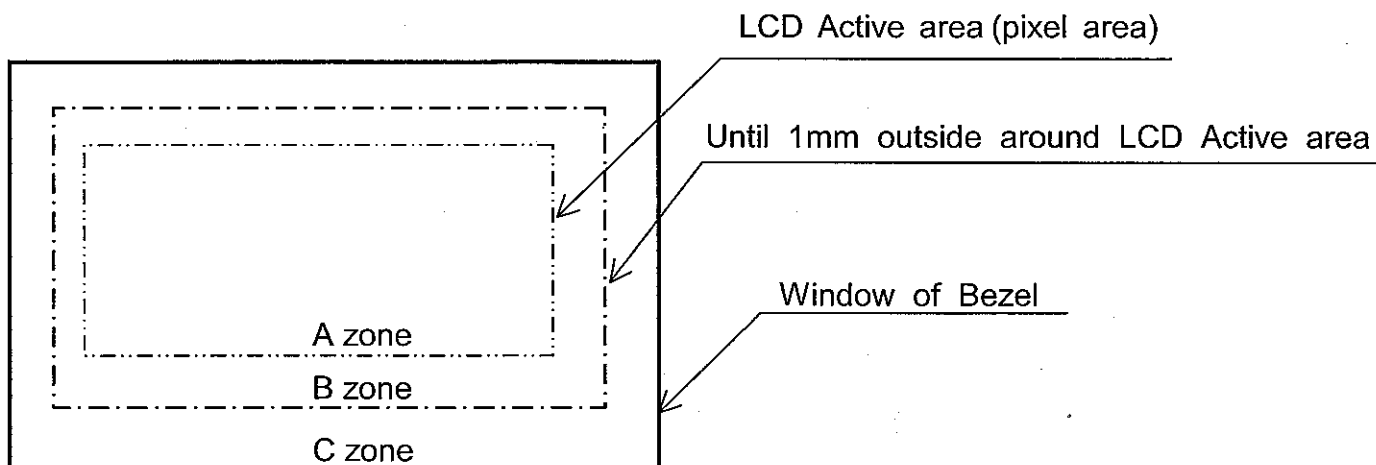 LCD Active area (pixel area)
Until 1mm outside around LCD Active area
Window of Bezel
A zone
B zone
C zone